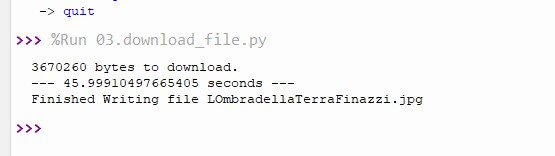 -> quit
>>> %Run 03.download_file.py
3670260 bytes to download.
--- 45.99910497665405 seconds ---
Finished Writing file LOmbradellaTerraFinazzi.jpg
>>>